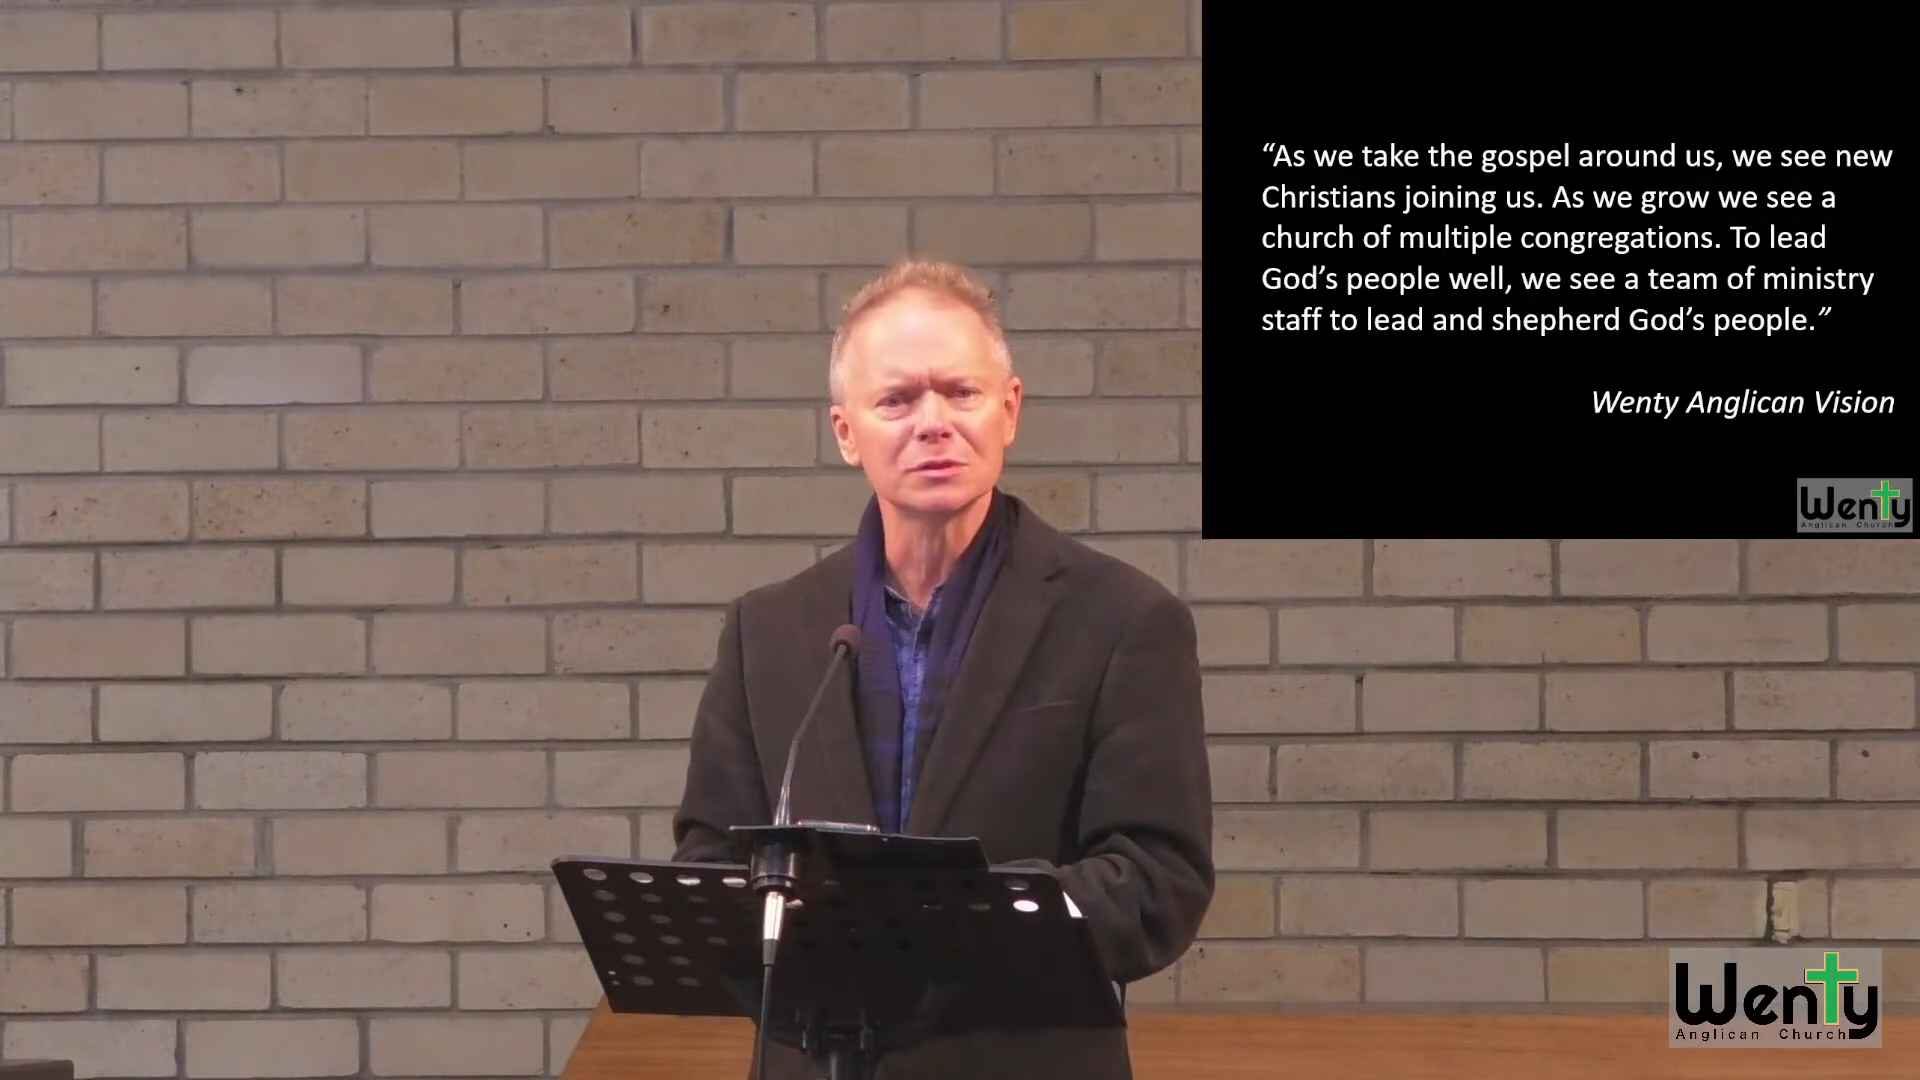 “As we take the gospel around us, we see new
Christians joining us. As we grow we see a
church of multiple congregations. To lead
God’s people well, we see a team of ministry
staff to lead and shepherd God’s people.”
Wenty Anglican Vision
Wenty
Anglican Church
Wenty
Anglican Church